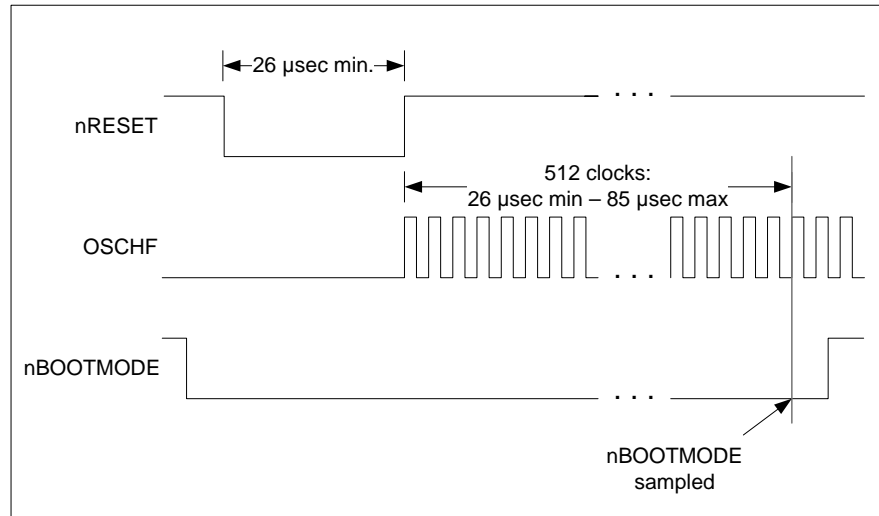 26 µsec min.
nRESET
. . .
512 clocks:
26 µsec min – 85 µsec max
OSCHF
. . .
nBOOTMODE
. . .
nBOOTMODE
sampled